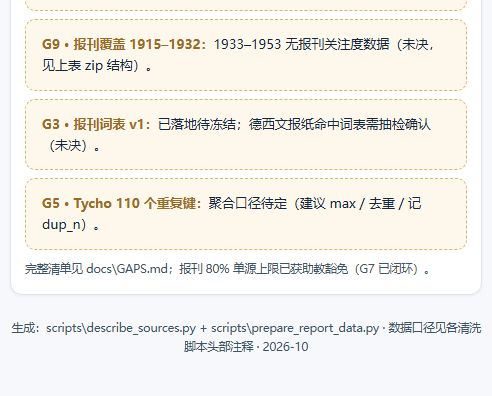 G9 • 报刊覆盖 1915–1932：1933–1953 无报刊关注度数据（未决，
见上表 zip 结构）。
G3 • 报刊词表 v1：已落地待冻结；德西文报纸命中词表需抽检确认
（未决）。
G5 • Tycho 110 个重复键：聚合口径待定（建议 max / 去重 / 记
dup_n）。
完整清单见 docs\GAPS.md；报刊 80% 单源上限已获助教豁免（G7 已闭环）。
生成：scripts\describe_sources.py + scripts\prepare_report_data.py · 数据口径见各清洗
脚本头部注释 · 2026-10